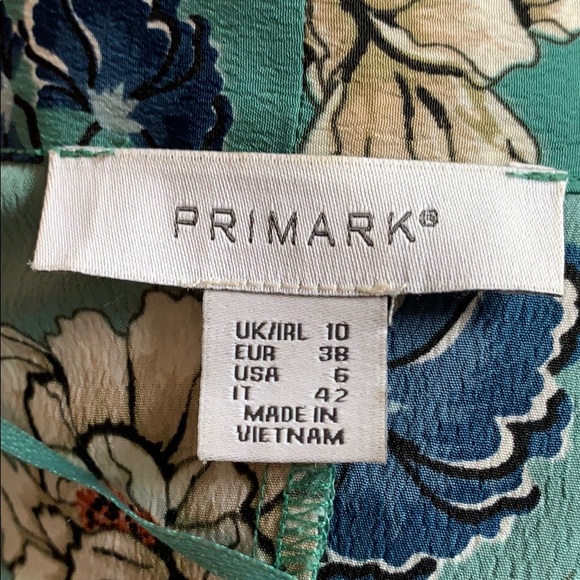 PRIMARK®
UK/IRL 10
EUR 38
USA 6
IT 42
MADE IN
VIETNAM